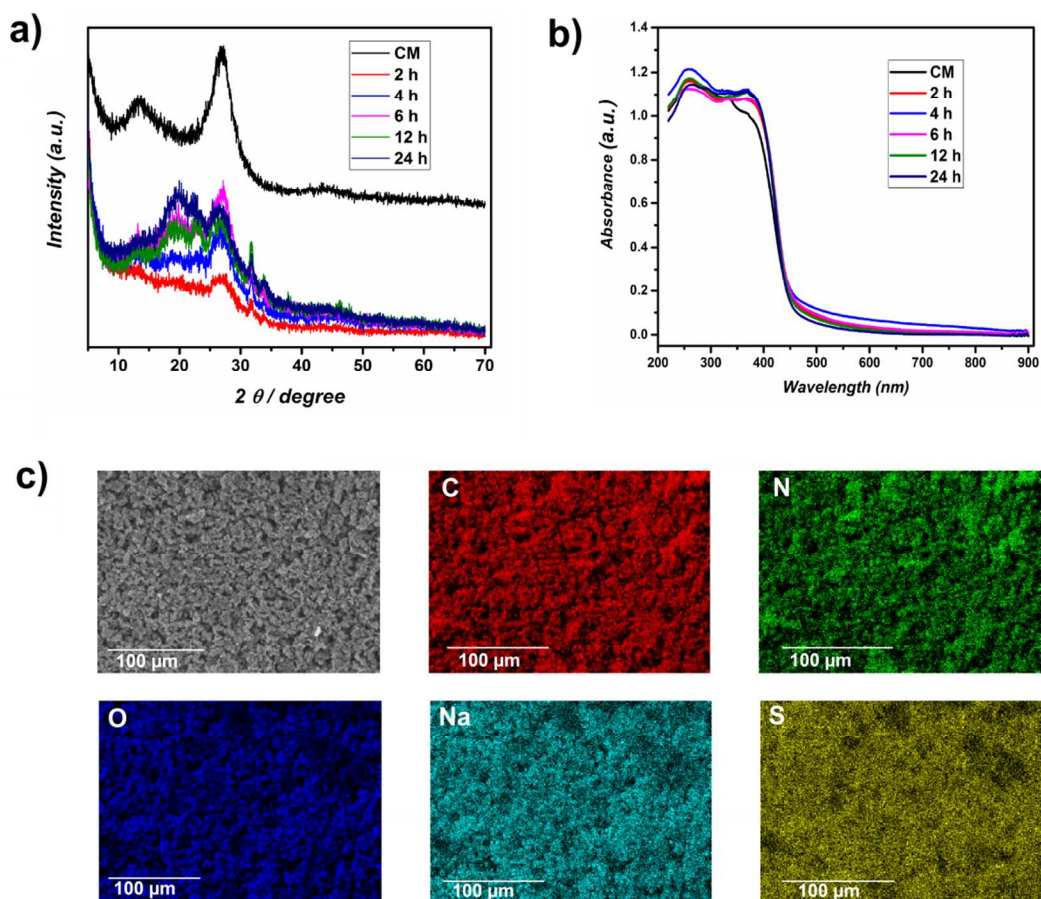 a)
Intensity (a.u.)
CM
2 h
4 h
6 h
12 h
24 h
10 20 30 40 50 60 70
2 θ / degree
b)
Absorbance (a.u.)
1.4
1.2
1.0
0.8
0.6
0.4
0.2
0.0
CM
2 h
4 h
6 h
12 h
24 h
200 300 400 500 600 700 800 900
Wavelength (nm)
c)
100 µm
C
100 µm
N
100 µm
O
100 µm
Na
100 µm
S
100 µm